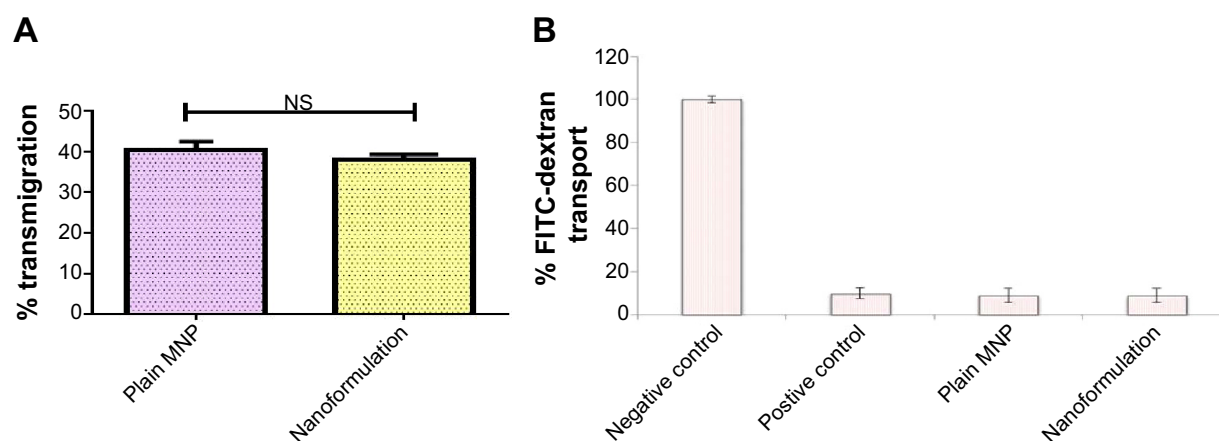 A
% transmigration
50
40
30
20
10
0
NS
Plain MNP
Nanoformulation
B
% FITC-dextran
transport
120
100
80
60
40
20
0
Negative control
Postive control
Plain MNP
Nanoformulation